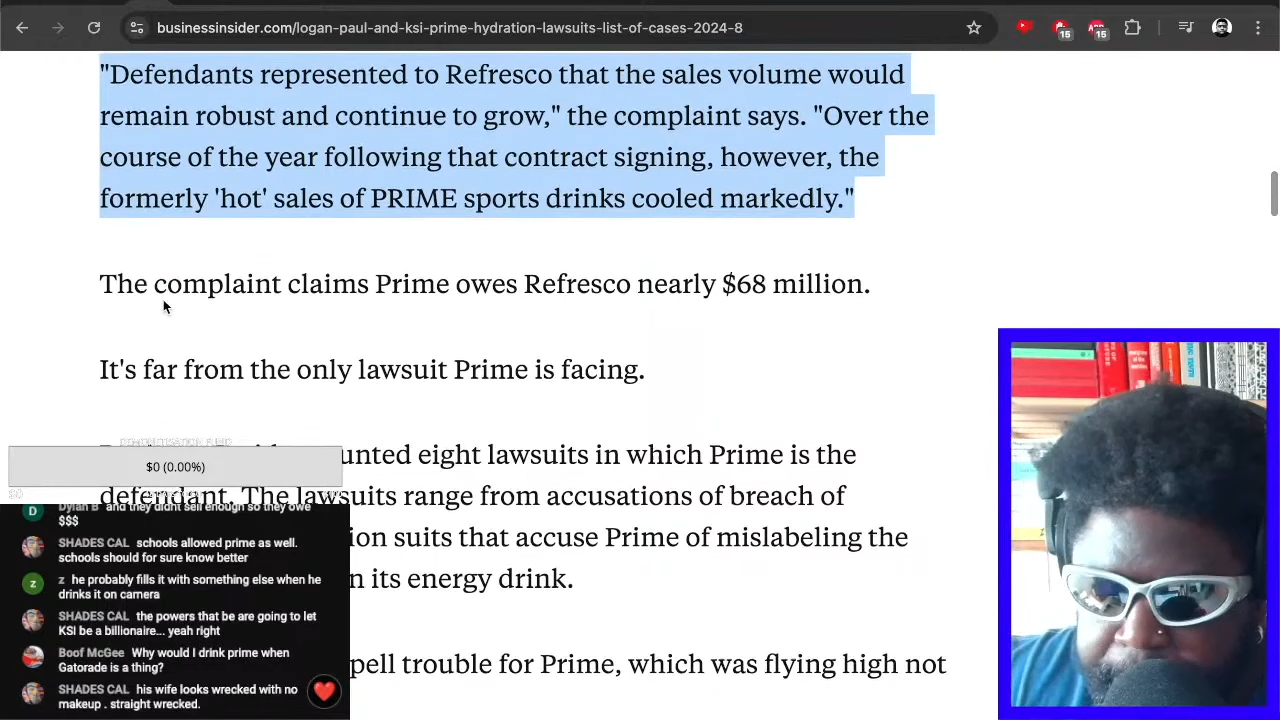 businessinsider.com/logan-paul-and-ksi-prime-hydration-lawsuits-list-of-cases-2024-8
15
15
"Defendants represented to Refresco that the sales volume would
remain robust and continue to grow," the complaint says. "Over the
course of the year following that contract signing, however, the
formerly 'hot' sales of PRIME sports drinks cooled markedly."
The complaint claims Prime owes Refresco nearly $68 million.
It's far from the only lawsuit Prime is facing.
unted eight lawsuits in which Prime is the
defendant. The lawsuits range from accusations of breach of
ion suits that accuse Prime of mislabeling the
n its energy drink.
pell trouble for Prime, which was flying high not
$0 (0.00%)
$0
D
Dylan B and they didnt sell enough so they owe
$$$
SHADES CAL schools allowed prime as well.
schools should for sure know better
z
z he probably fills it with something else when he
drinks it on camera
SHADES CAL the powers that be are going to let
KSI be a billionaire... yeah right
Boof McGee Why would I drink prime when
Gatorade is a thing?
SHADES CAL his wife looks wrecked with no
makeup . straight wrecked.